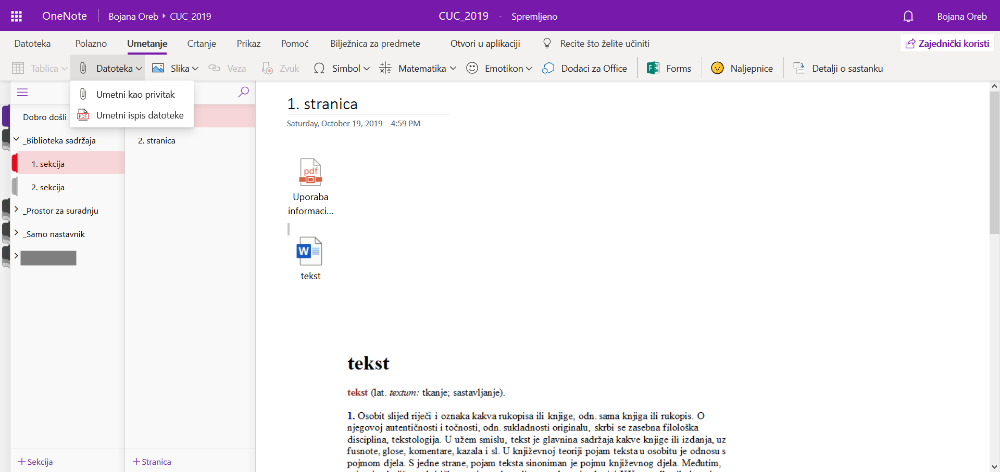 OneNote
Bojana Oreb
CUC_2019
CUC_2019 - Spremljeno
Bojana Oreb
Datoteka
Polazno
Umetanje
Crtanje
Prikaz
Pomoć
Bilježnica za predmete
Otvori u aplikaciji
Recite što želite učiniti
Zajednički koristi
Tablica
Datoteka
Slika
Veza
Zvuk
Simbol
Matematika
Emotikon
Dodaci za Office
Forms
Naljepnice
Detalji o sastanku
Umetni kao privitak
Umetni ispis datoteke
Dobro došli
_Biblioteka sadržaja
1. sekcija
2. sekcija
_Prostor za suradnju
_Samo nastavnik
+ Sekcija
2. stranica
+ Stranica
1. stranica
Saturday, October 19, 2019 4:59 PM
pdf
Uporaba
informaci...
W
tekst
tekst
tekst (lat. textum: tkanje; sastavljanje).
1. Osobit slijed riječi i oznaka kakva rukopisa ili knjige, odn. sama knjiga ili rukopis. O
njegovoj autentičnosti i točnosti, odn. sukladnosti originalu, skrbi se zasebna filološka
disciplina, tekstologija. U užem smislu, tekst je glavnina sadržaja kakve knjige ili izdanja, uz
fusnote, glose, komentare, kazala i sl. U književnoj teoriji pojam teksta u osobitu je odnosu s
pojmom djela. S jedne strane, pojam teksta sinoniman je pojmu književnog djela. Međutim,